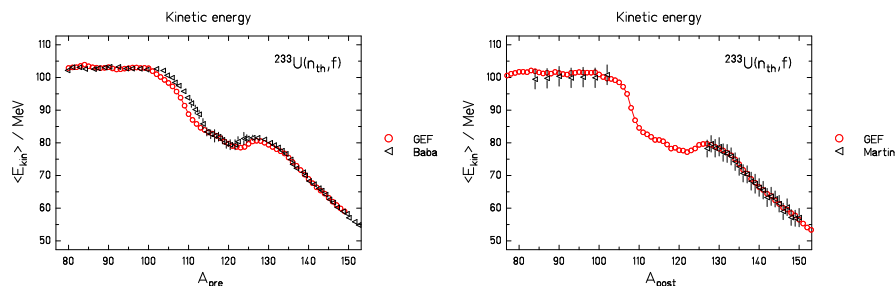 Kinetic energy
²³³U(n_th,f)
<E_kin> / MeV
110
100
90
80
70
60
50
80 90 100 110 120 130 140 150
A_pre
GEF
Baba
Kinetic energy
²³³U(n_th,f)
<E_kin> / MeV
110
100
90
80
70
60
50
80 90 100 110 120 130 140 150
A_post
GEF
Martin